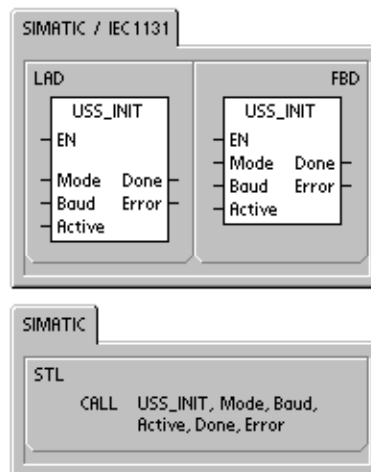 SIMATIC / IEC1131
LAD
FBD
USS_INIT
EN
Mode Done
Baud Error
Active
USS_INIT
EN
Mode Done
Baud Error
Active
SIMATIC
STL
CALL USS_INIT, Mode, Baud,
Active, Done, Error